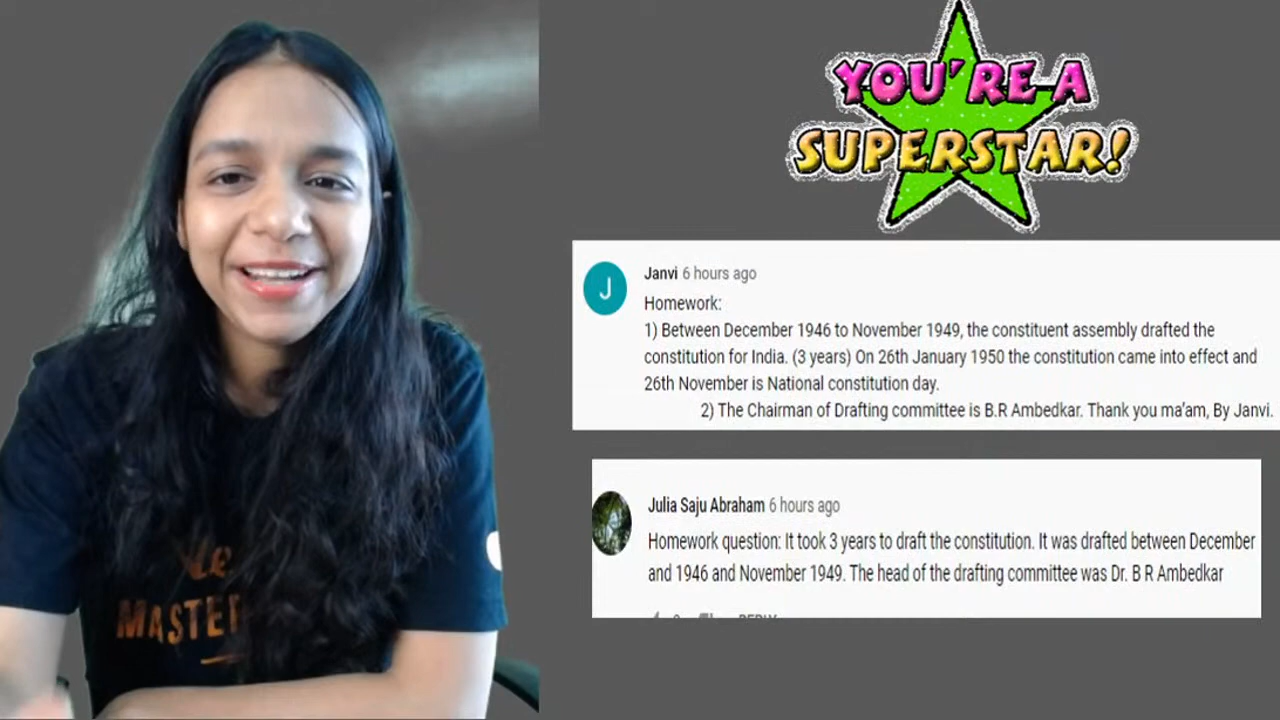 YOU'RE A
SUPERSTAR!
J
Janvi 6 hours ago
Homework:
1) Between December 1946 to November 1949, the constituent assembly drafted the
constitution for India. (3 years) On 26th January 1950 the constitution came into effect and
26th November is National constitution day.
2) The Chairman of Drafting committee is B.R Ambedkar. Thank you ma'am, By Janvi.
Julia Saju Abraham 6 hours ago
Homework question: It took 3 years to draft the constitution. It was drafted between December
and 1946 and November 1949. The head of the drafting committee was Dr. B R Ambedkar
REPLY
MASTER